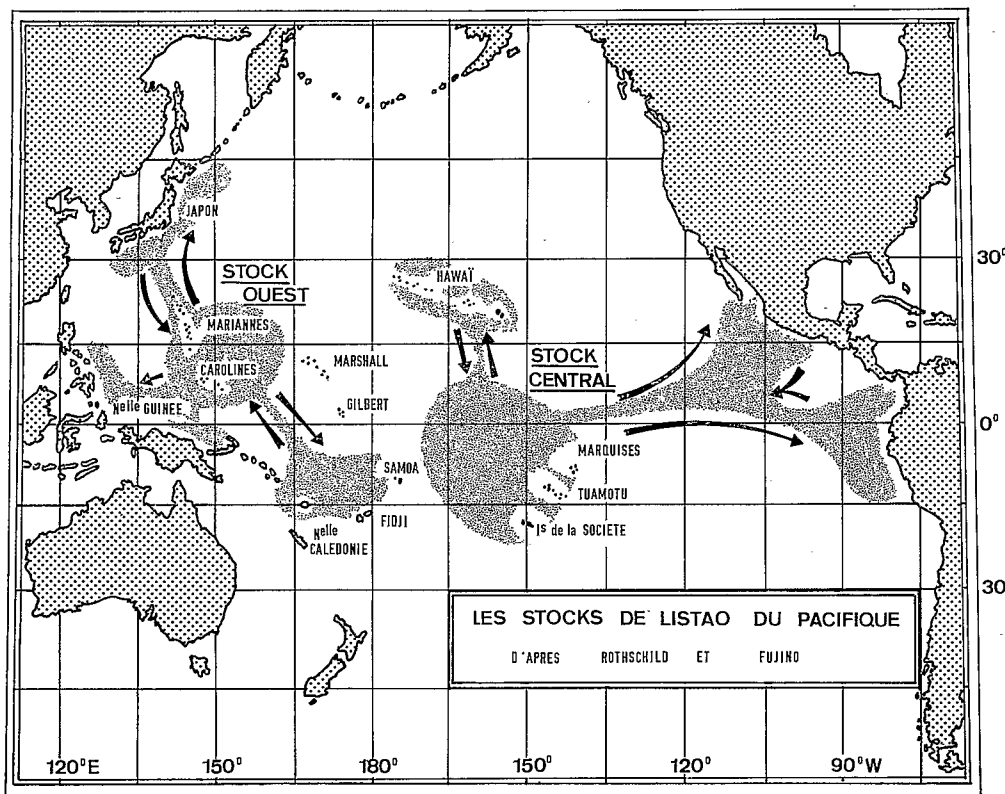 JAPON
30°
HAWAÏ
STOCK
OUEST
MARIANNES
STOCK
CENTRAL
MARSHALL
CAROLINES
Nelle GUINEE
GILBERT
0°
MARQUISES
SAMOA
TUAMOTU
FIDJI
Is de la SOCIETE
Nelle
CALEDONIE
30
LES STOCKS DE LISTAO DU PACIFIQUE
D'APRES ROTHSCHILD ET FUJINO
120°E 150° 180° 150° 120° 90°W